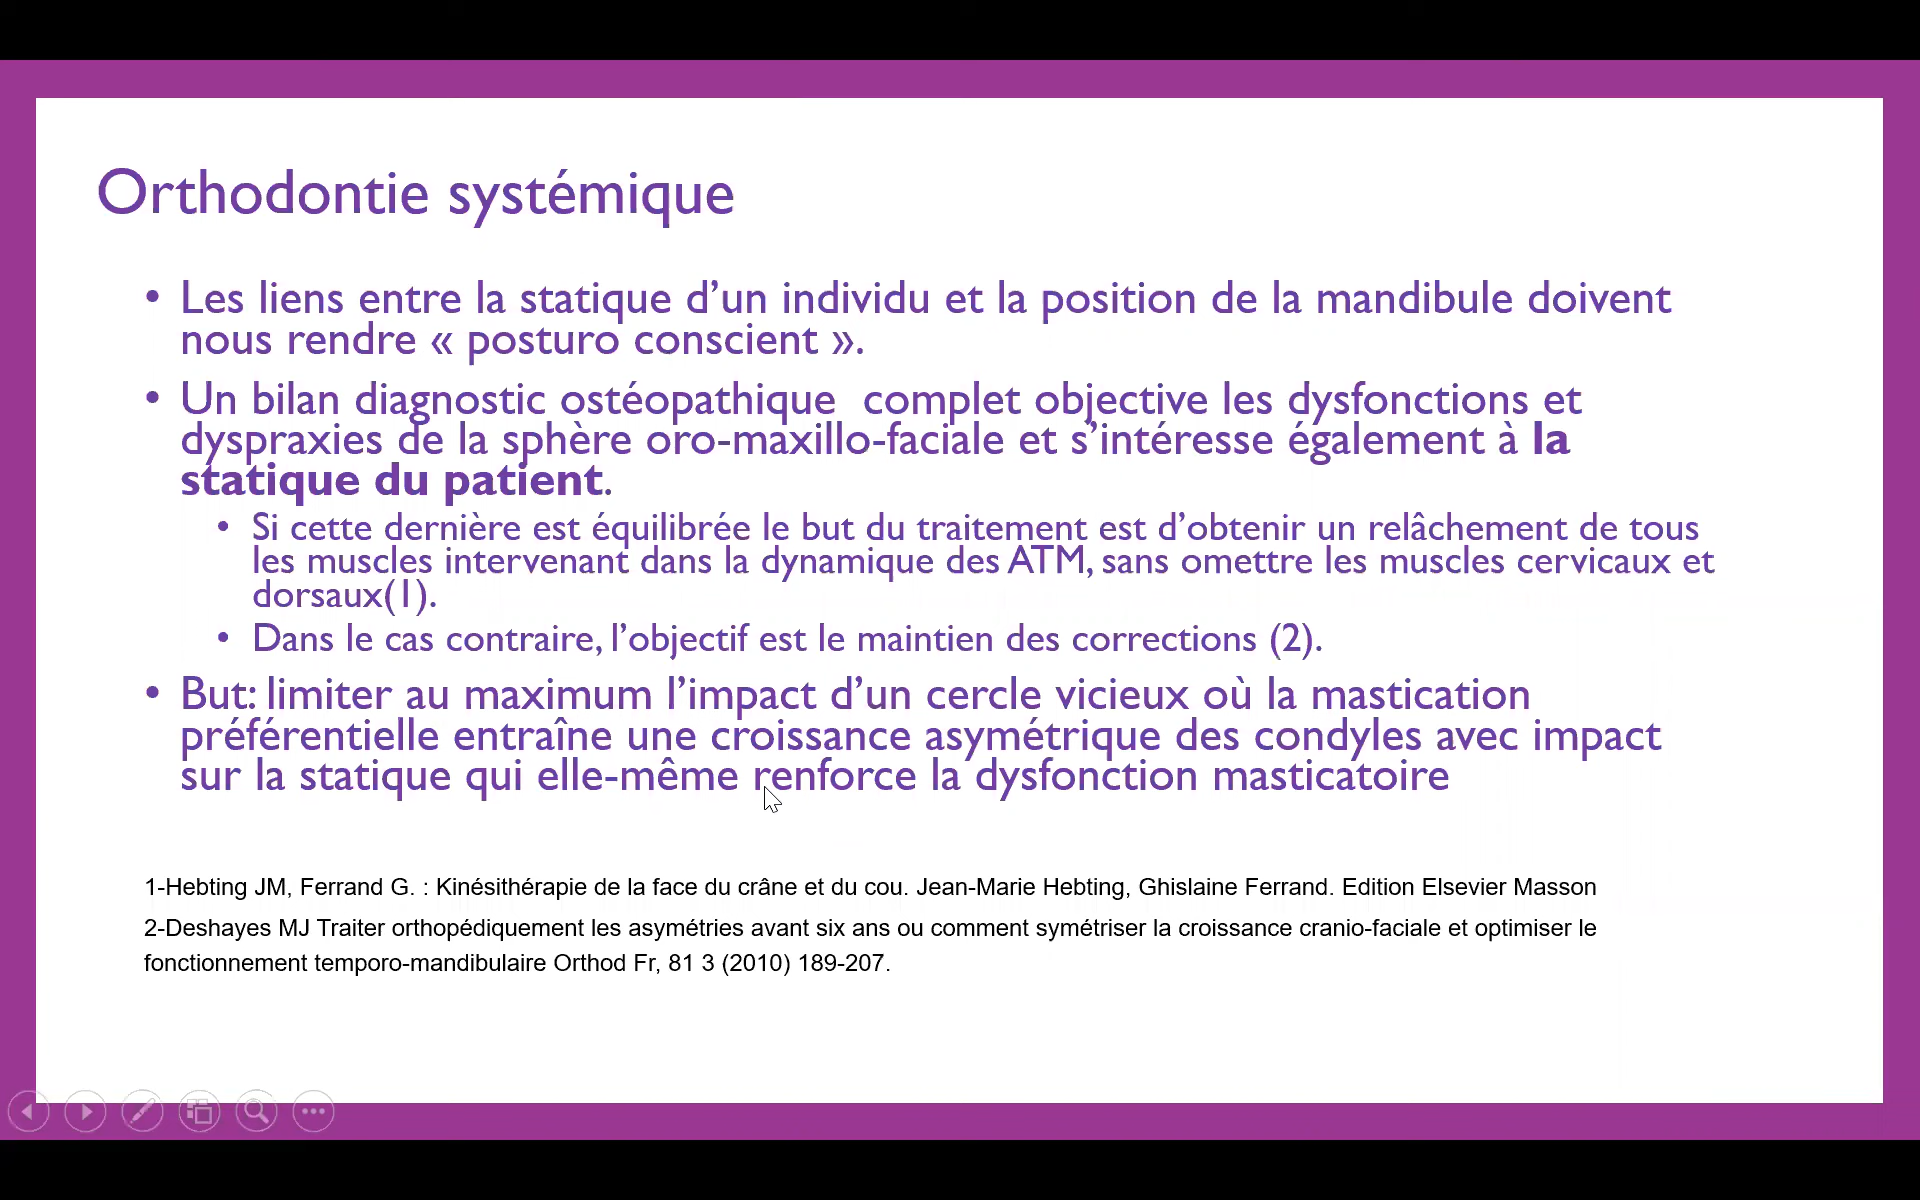 Orthodontie systémique
• Les liens entre la statique d’un individu et la position de la mandibule doivent
nous rendre « posturo conscient ».
• Un bilan diagnostic ostéopathique  complet objective les dysfonctions et
dyspraxies de la sphère oro-maxillo-faciale et s’intéresse également à la
statique du patient.
• Si cette dernière est équilibrée le but du traitement est d’obtenir un relâchement de tous
les muscles intervenant dans la dynamique des ATM, sans omettre les muscles cervicaux et
dorsaux(1).
• Dans le cas contraire, l’objectif est le maintien des corrections (2).
• But: limiter au maximum l’impact d’un cercle vicieux où la mastication
préférentielle entraîne une croissance asymétrique des condyles avec impact
sur la statique qui elle-même renforce la dysfonction masticatoire
1-Hebting JM, Ferrand G. : Kinésithérapie de la face du crâne et du cou. Jean-Marie Hebting, Ghislaine Ferrand. Edition Elsevier Masson
2-Deshayes MJ Traiter orthopédiquement les asymétries avant six ans ou comment symétriser la croissance cranio-faciale et optimiser le
fonctionnement temporo-mandibulaire Orthod Fr, 81 3 (2010) 189-207.